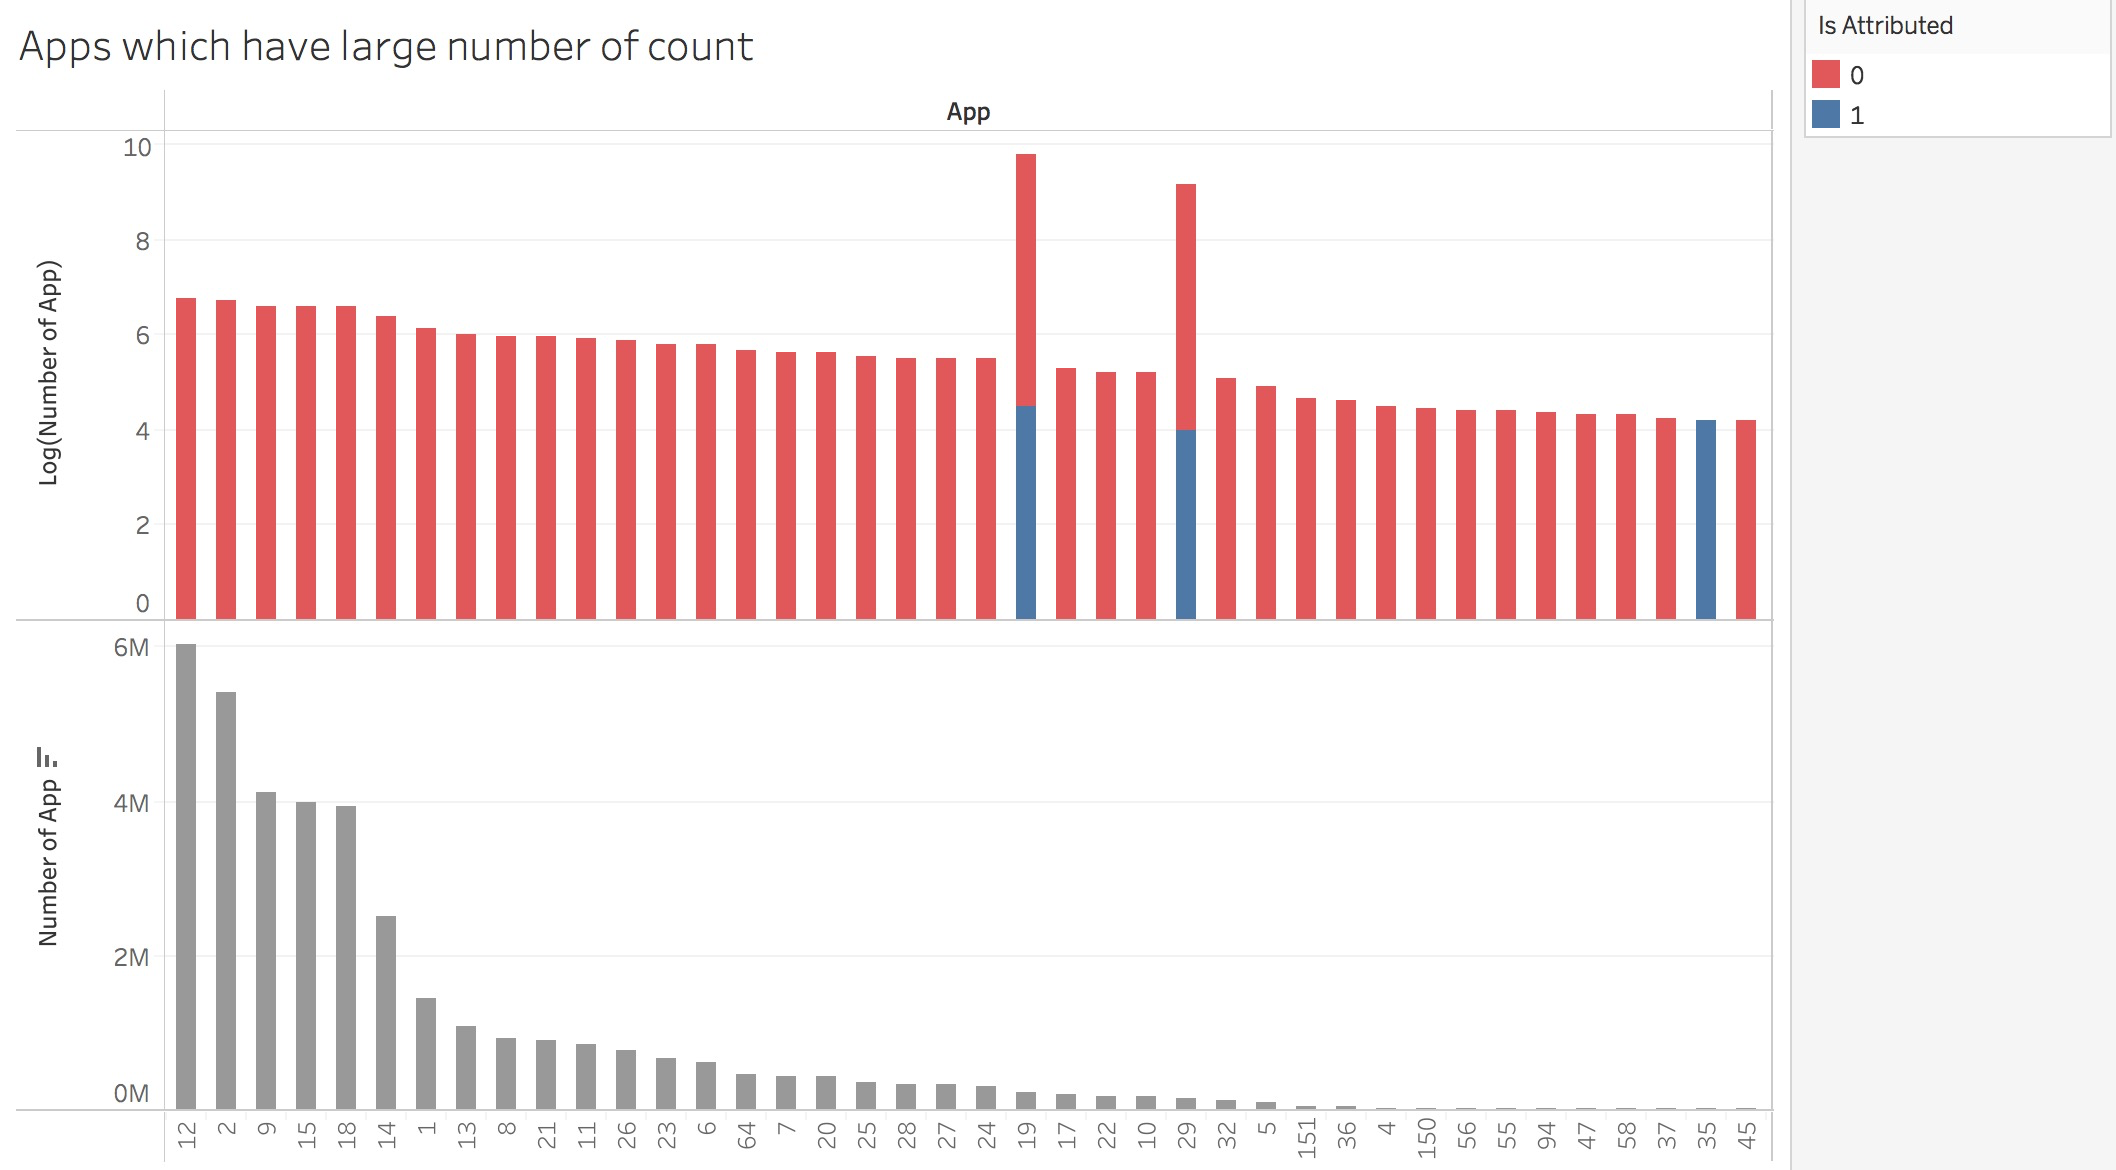 Apps which have large number of count
Is Attributed
0
1
App
Log(Number of App)
10
8
6
4
2
0
Number of App
6M
4M
2M
0M
12 2 9 15 18 14 1 13 8 21 11 26 23 6 64 7 20 25 28 27 24 19 17 22 10 29 32 5 151 36 4 150 56 55 94 47 58 37 35 45